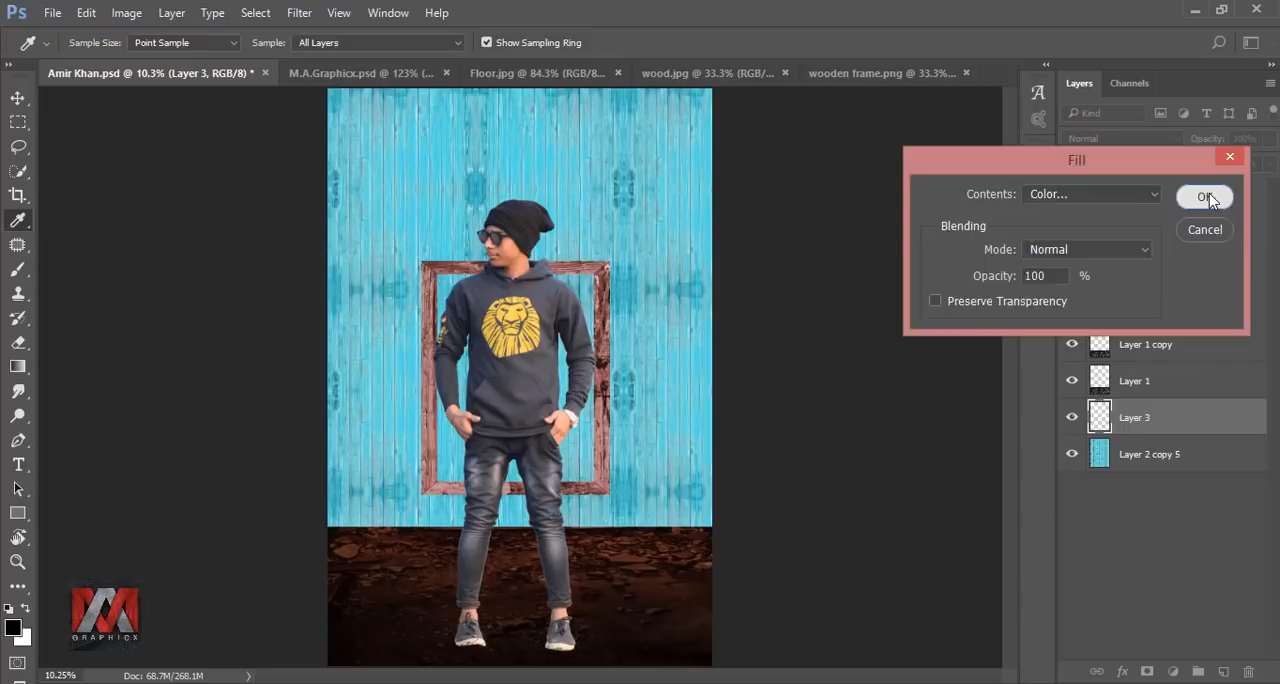 Ps File Edit Image Layer Type Select Filter View Window Help
Sample Size: Point Sample Sample: All Layers Show Sampling Ring
Amir Khan.psd @ 10.3% (Layer 3, RGB/8) * M.A.Graphicx.psd @ 123% (... Floor.jpg @ 84.3% (RGB/8... wood.jpg @ 33.3% (RGB/... wooden frame.png @ 33.3%...
Layers Channels
Kind
Normal Opacity: 100%
Fill
Contents: Color... OK
Blending
Cancel
Mode: Normal
Opacity: 100 %
Preserve Transparency
Layer 1 copy
Layer 1
Layer 3
Layer 2 copy 5
GRAPHICX
10.25% Doc: 68.7M/268.1M